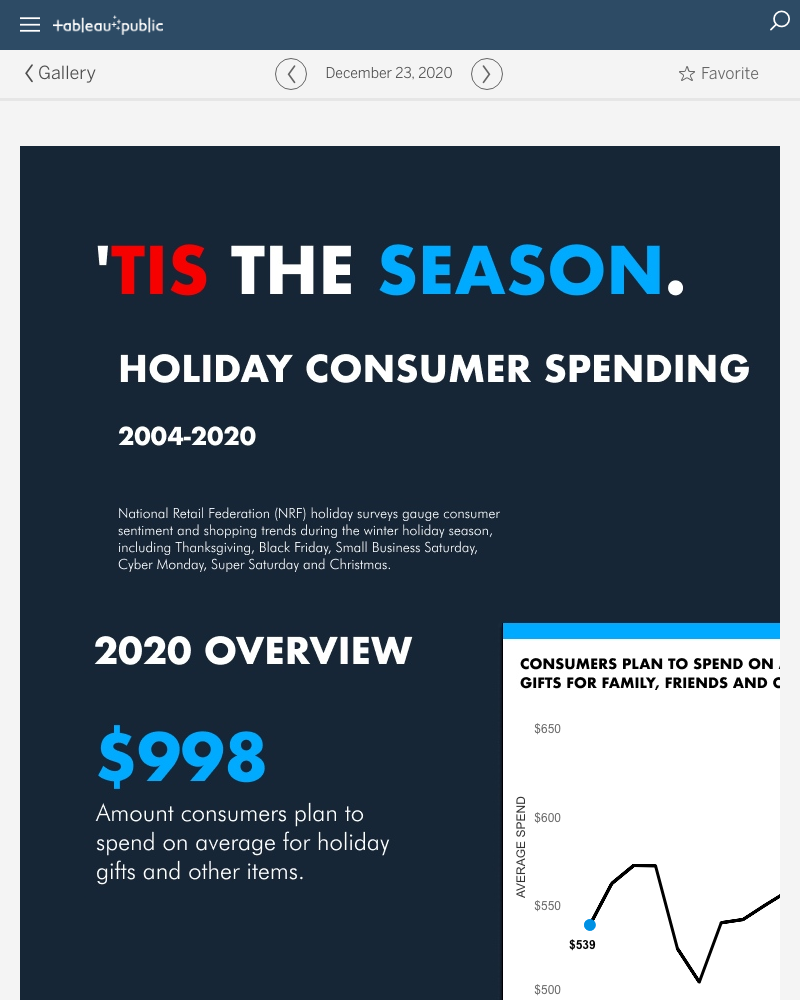 tableau public
Gallery
December 23, 2020
Favorite
'TIS THE SEASON.
HOLIDAY CONSUMER SPENDING
2004-2020
National Retail Federation (NRF) holiday surveys gauge consumer
sentiment and shopping trends during the winter holiday season,
including Thanksgiving, Black Friday, Small Business Saturday,
Cyber Monday, Super Saturday and Christmas.
2020 OVERVIEW
$998
Amount consumers plan to
spend on average for holiday
gifts and other items.
CONSUMERS PLAN TO SPEND ON
GIFTS FOR FAMILY, FRIENDS AND
$650
$600
$550
$500
AVERAGE SPEND
$539